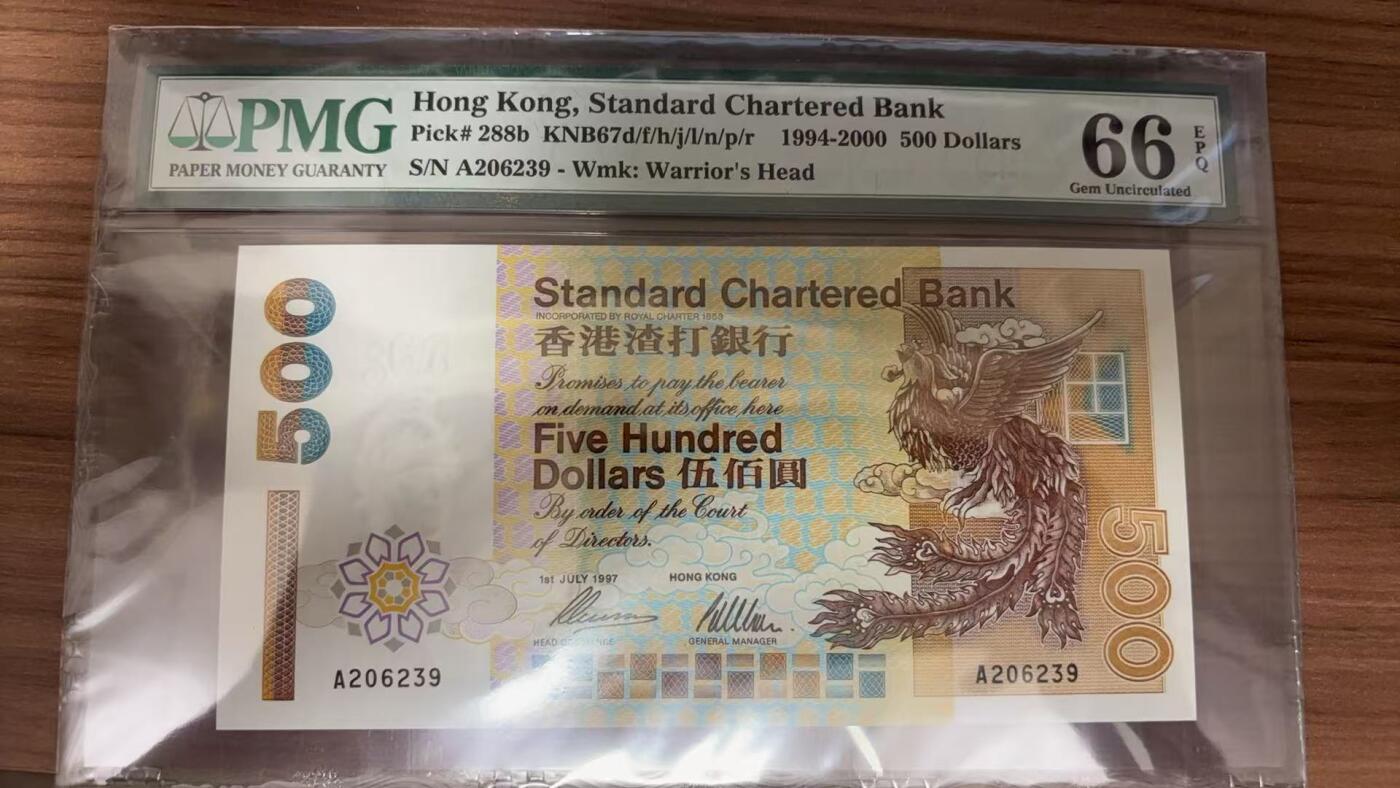 PMG
PAPER MONEY GUARANTY
Hong Kong, Standard Chartered Bank
Pick# 288b KNB67d/f/h/j/l/n/p/r 1994-2000 500 Dollars
S/N A206239 - Wmk: Warrior's Head
66
EPQ
Gem Uncirculated
500
Standard Chartered Bank
INCORPORATED BY ROYAL CHARTER 1853
香港渣打銀行
Promises to pay the bearer
on demand at its office here
Five Hundred
Dollars 伍佰圓
By order of the Court
of Directors.
1st JULY 1997 HONG KONG
HEAD OF FINANCE GENERAL MANAGER
A206239
A206239
500